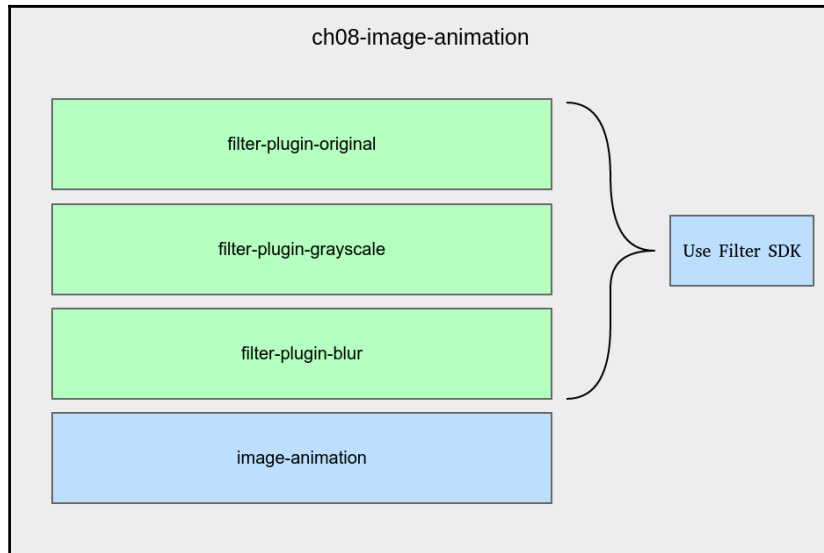 ch08-image-animation
filter-plugin-original
filter-plugin-grayscale
Use Filter SDK
filter-plugin-blur
image-animation